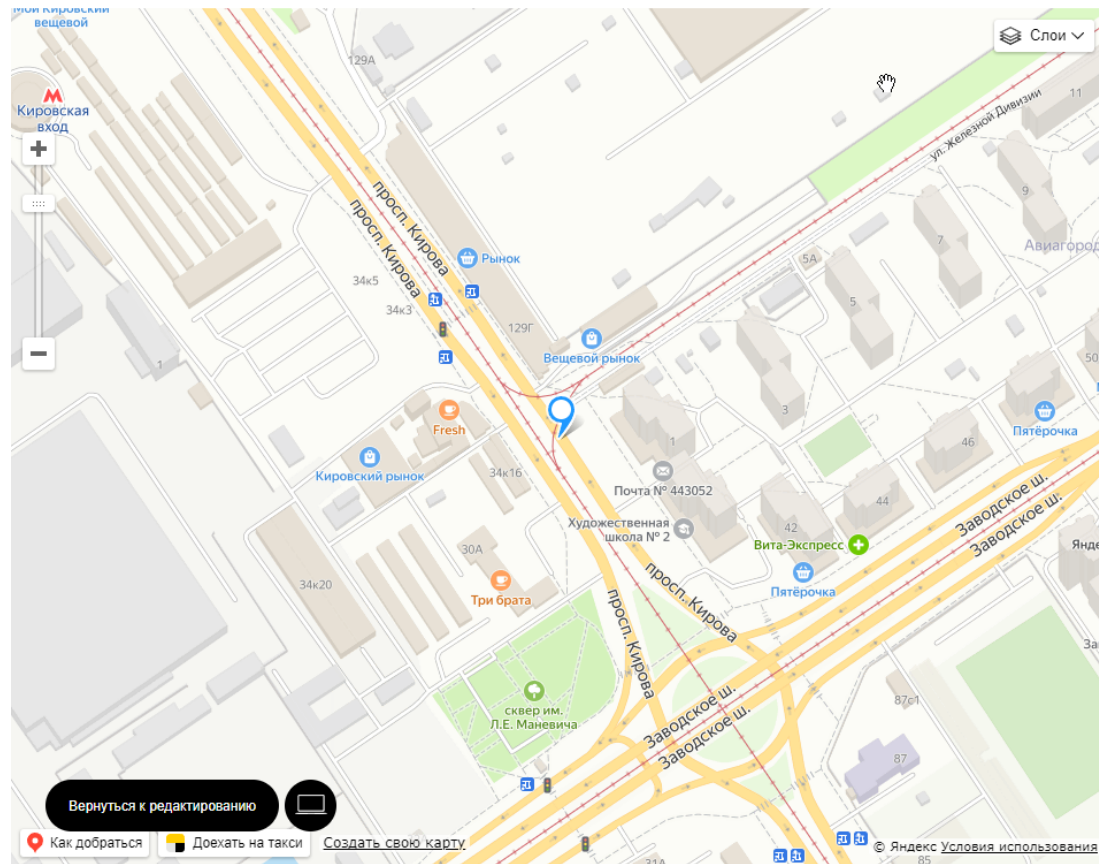 Мой Кировский
вещевой
129А
Слои
Кировская
вход
11
ул. Железной Дивизии
9
просп. Кирова
просп. Кирова
7
Авиагород
Рынок
5А
34к5
5
34к3
129Г
Вещевой рынок
1
50
3
Fresh
Пятёрочка
1
46
Кировский рынок
34к16
Почта № 443052
44
Заводское ш.
Заводское ш.
Художественная
школа № 2
42
Вита-Экспресс
Янде
30А
34к20
Три брата
Пятёрочка
просп. Кирова
просп. Кирова
За
сквер им.
Л.Е. Маневича
Заводское ш.
Заводское ш.
87с1
87
Вернуться к редактированию
Как добраться
Доехать на такси
Создать свою карту
© Яндекс Условия использования
31А
85